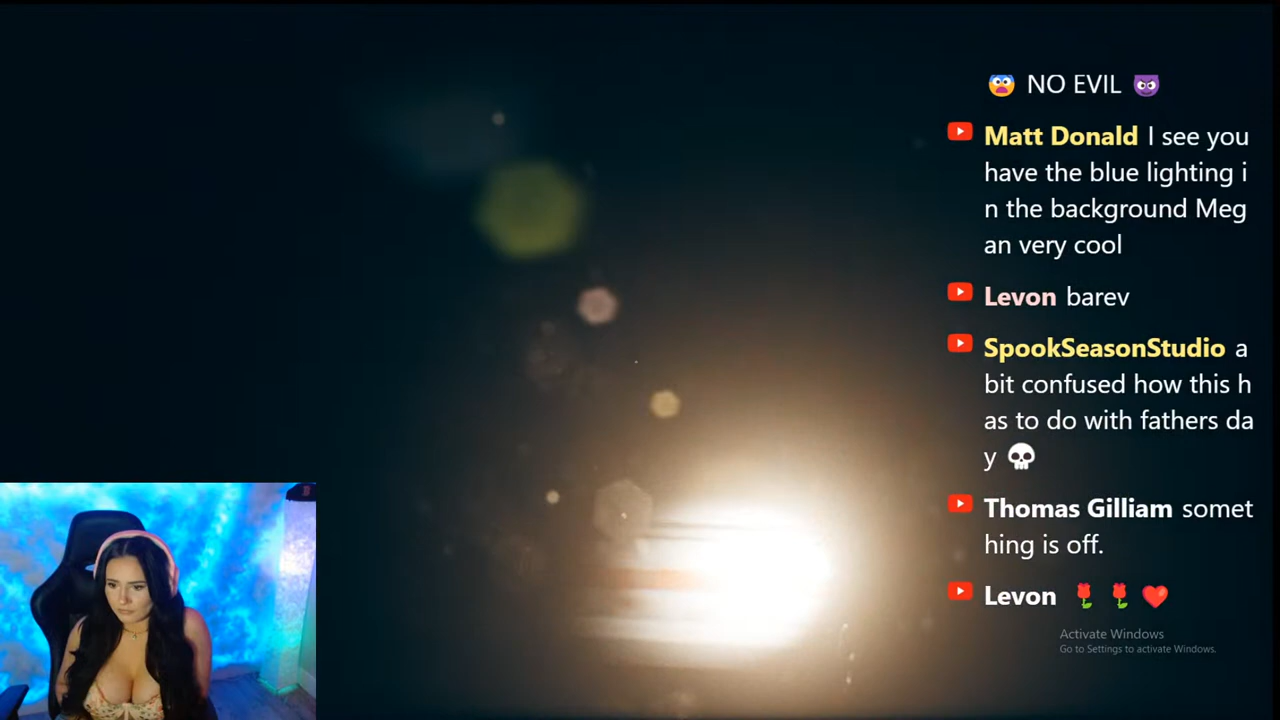 😨 NO EVIL 😈
Matt Donald I see you
have the blue lighting i
n the background Meg
an very cool
Levon barev
SpookSeasonStudio a
bit confused how this h
as to do with fathers da
y 💀
Thomas Gilliam somet
hing is off.
Levon 🌷 🌷 ❤️
Activate Windows
Go to Settings to activate Windows.